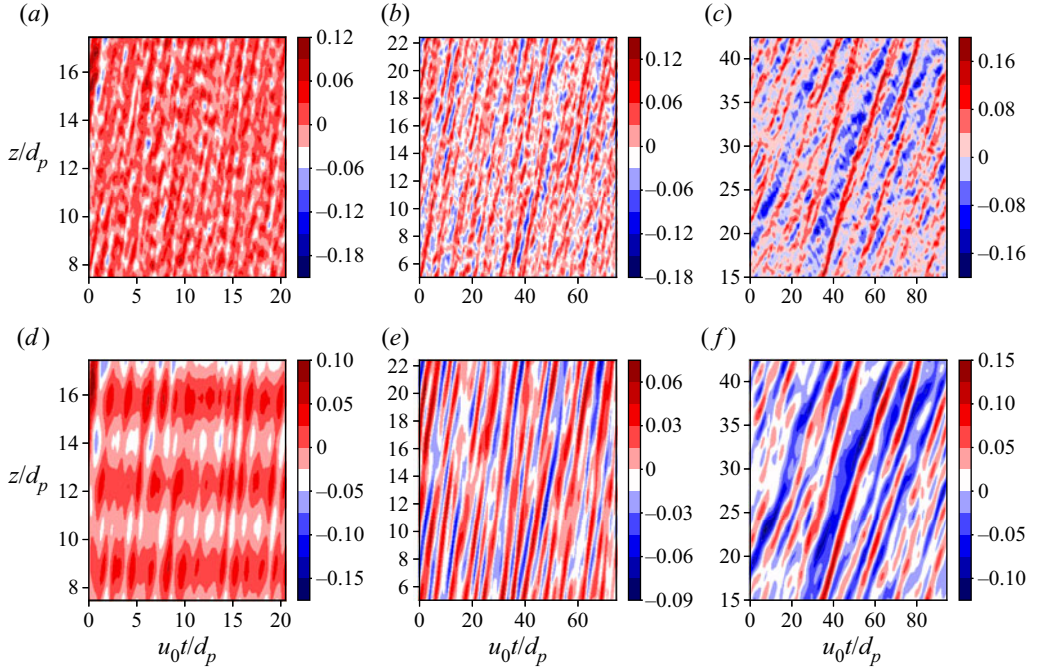 (a) (b) (c)
16 14 12 10 8
z/d_p
0 5 10 15 20
0.12 0.06 0 −0.06 −0.12 −0.18
22 20 18 16 14 12 10 8 6
0 20 40 60
0.12 0.06 0 −0.06 −0.12 −0.18
40 35 30 25 20 15
0 20 40 60 80
0.16 0.08 0 −0.08 −0.16
(d) (e) (f)
16 14 12 10 8
z/d_p
0 5 10 15 20
u_0t/d_p
0.10 0.05 0 −0.05 −0.10 −0.15
22 20 18 16 14 12 10 8 6
0 20 40 60
u_0t/d_p
0.06 0.03 0 −0.03 −0.06 −0.09
40 35 30 25 20 15
0 20 40 60 80
u_0t/d_p
0.15 0.10 0.05 0 −0.05 −0.10